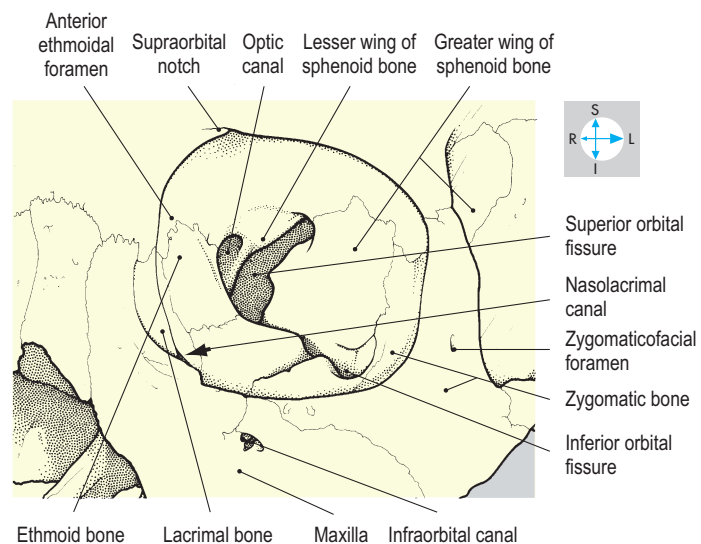 Anterior
ethmoidal
foramen
Supraorbital
notch
Optic
canal
Lesser wing of
sphenoid bone
Greater wing of
sphenoid bone
S
R
L
I
Superior orbital
fissure
Nasolacrimal
canal
Zygomaticofacial
foramen
Zygomatic bone
Inferior orbital
fissure
Ethmoid bone
Lacrimal bone
Maxilla
Infraorbital canal